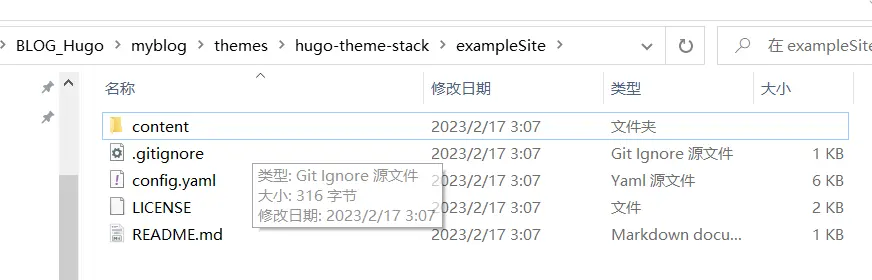 BLOG_Hugo > myblog > themes > hugo-theme-stack > exampleSite >
在 exampleSite
名称 修改日期 类型 大小
content 2023/2/17 3:07 文件夹
.gitignore 2023/2/17 3:07 Git Ignore 源文件 1 KB
config.yaml 2023/2/17 3:07 Yaml 源文件 6 KB
LICENSE 2023/2/17 3:07 文件 2 KB
README.md 2023/2/17 3:07 Markdown docu... 1 KB
类型: Git Ignore 源文件
大小: 316 字节
修改日期: 2023/2/17 3:07